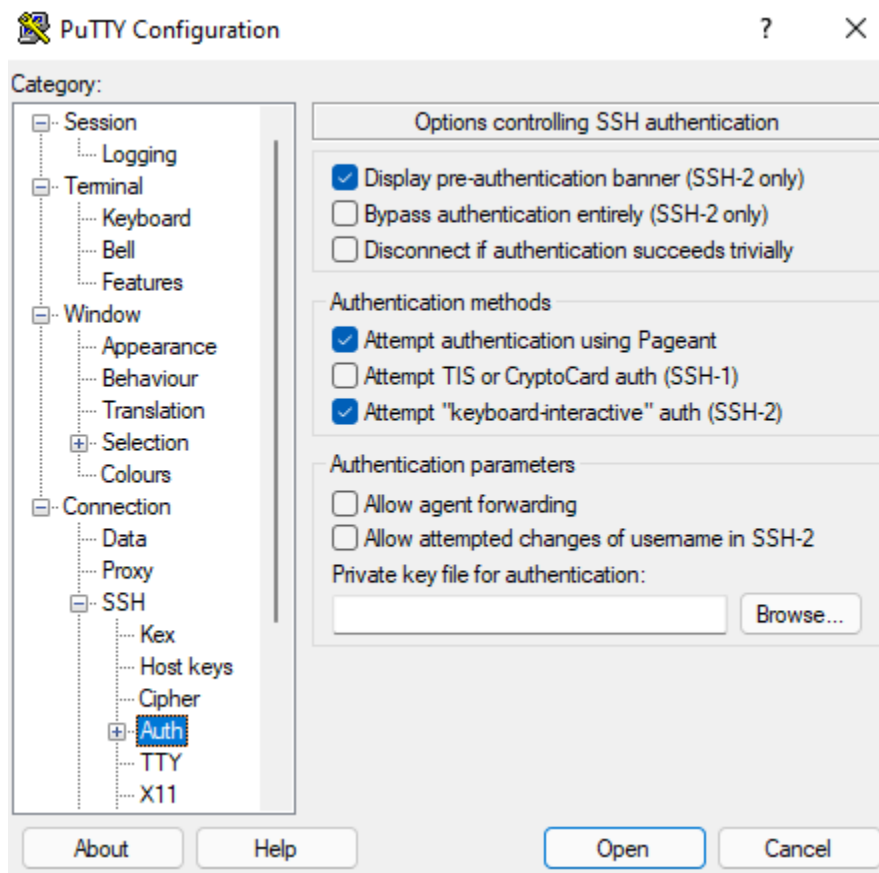 PuTTY Configuration
?
Category:
Session
Logging
Terminal
Keyboard
Bell
Features
Window
Appearance
Behaviour
Translation
Selection
Colours
Connection
Data
Proxy
SSH
Kex
Host keys
Cipher
Auth
TTY
X11
Options controlling SSH authentication
Display pre-authentication banner (SSH-2 only)
Bypass authentication entirely (SSH-2 only)
Disconnect if authentication succeeds trivially
Authentication methods
Attempt authentication using Pageant
Attempt TIS or CryptoCard auth (SSH-1)
Attempt "keyboard-interactive" auth (SSH-2)
Authentication parameters
Allow agent forwarding
Allow attempted changes of username in SSH-2
Private key file for authentication:
Browse...
About
Help
Open
Cancel